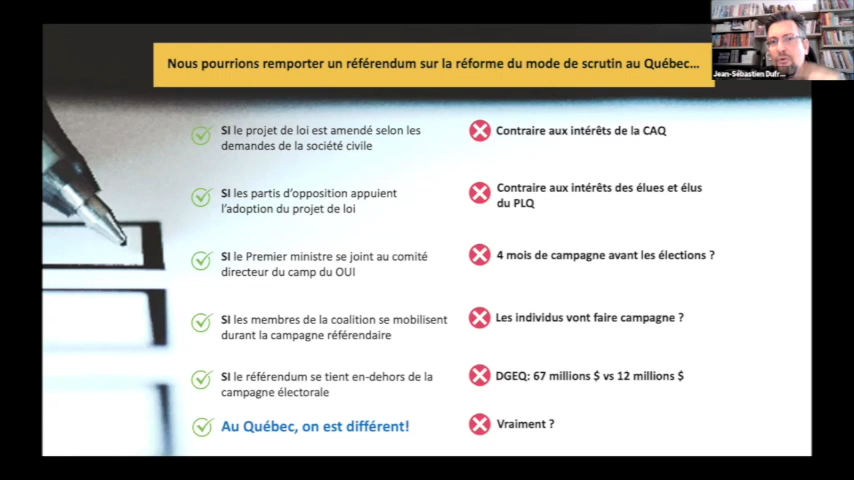 Nous pourrions remporter un référendum sur la réforme du mode de scrutin au Québec...
Jean-Sébastien Dufr...
SI le projet de loi est amendé selon les
demandes de la société civile
Contraire aux intérêts de la CAQ
SI les partis d'opposition appuient
l'adoption du projet de loi
Contraire aux intérêts des élues et élus
du PLQ
SI le Premier ministre se joint au comité
directeur du camp du OUI
4 mois de campagne avant les élections ?
SI les membres de la coalition se mobilisent
durant la campagne référendaire
Les individus vont faire campagne ?
SI le référendum se tient en-dehors de la
campagne électorale
DGEQ: 67 millions $ vs 12 millions $
Au Québec, on est différent!
Vraiment ?